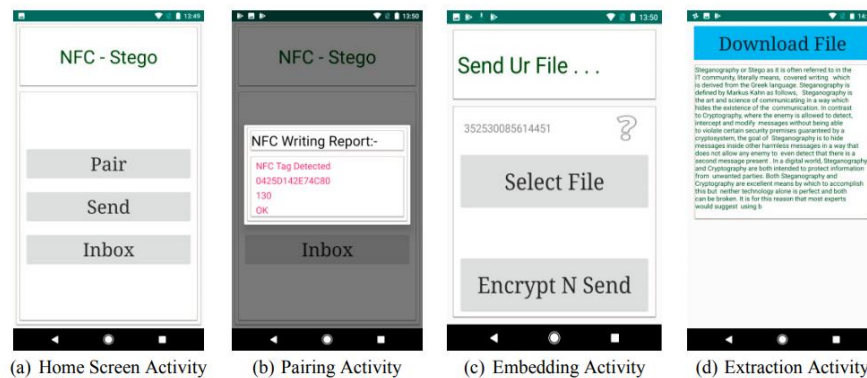 13:49
NFC - Stego
Pair
Send
Inbox
(a) Home Screen Activity
13:50
NFC - Stego
NFC Writing Report:-
NFC Tag Detected
0425D142E74C80
130
OK
Inbox
(b) Pairing Activity
13:50
Send Ur File . . .
352530085614451
Select File
Encrypt N Send
(c) Embedding Activity
Download File
Steganography or Stego as it is often referred to in the
IT community, literally means, covered writing which
is derived from the Greek language. Steganography is
defined by Markus Kahn as follows, Steganography is
the art and science of communicating in a way which
hides the existence of the communication. In contrast
to Cryptography, where the enemy is allowed to detect,
intercept and modify messages without being able
to violate certain security premises guaranteed by a
cryptosystem, the goal of Steganography is to hide
messages inside other harmless messages in a way that
does not allow any enemy to even detect that there is a
second message present . In a digital world, Steganography
and Cryptography are both intended to protect information
from unwanted parties. Both Steganography and
Cryptography are excellent means by which to accomplish
this but neither technology alone is perfect and both
can be broken. It is for this reason that most experts
would suggest using b
(d) Extraction Activity